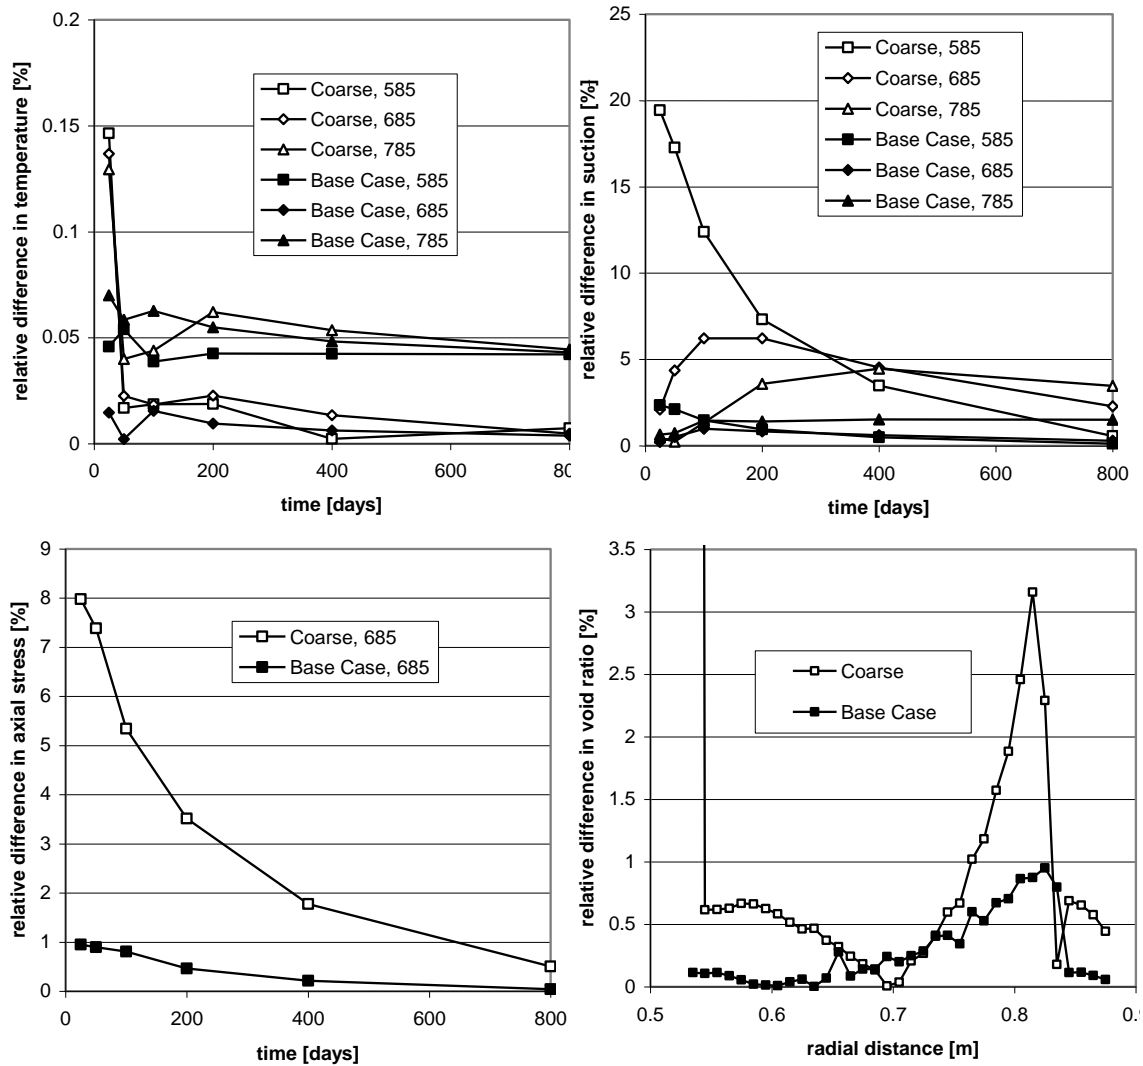 relative difference in temperature [%]
0.2
0.15
0.1
0.05
0
Coarse, 585
Coarse, 685
Coarse, 785
Base Case, 585
Base Case, 685
Base Case, 785
0 200 400 600 80
time [days]
relative difference in suction [%]
25
20
15
10
5
0
Coarse, 585
Coarse, 685
Coarse, 785
Base Case, 585
Base Case, 685
Base Case, 785
0 200 400 600 800
time [days]
relative difference in axial stress [%]
9
8
7
6
5
4
3
2
1
0
Coarse, 685
Base Case, 685
0 200 400 600 800
time [days]
relative difference in void ratio [%]
3.5
3
2.5
2
1.5
1
0.5
0
Coarse
Base Case
0.5 0.6 0.7 0.8 0.
radial distance [m]